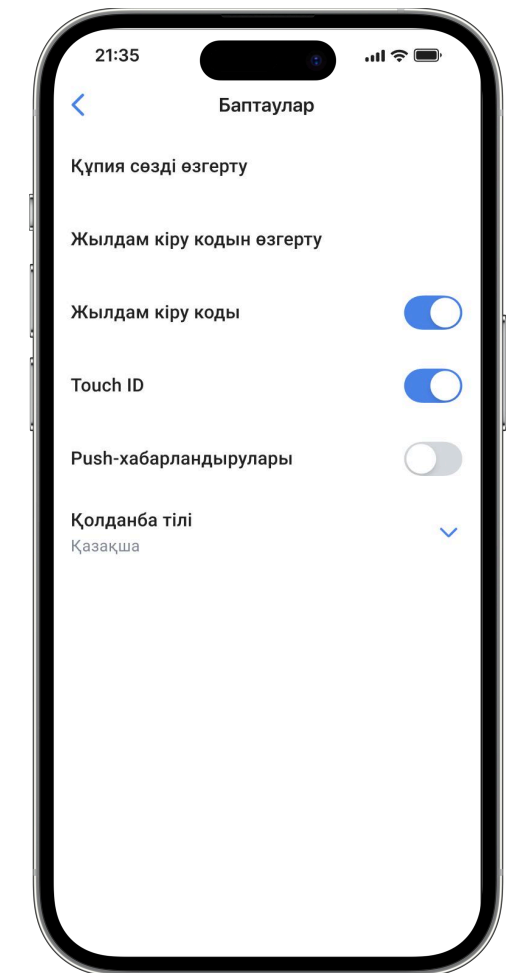 21:35
Баптаулар
Құпия сөзді өзгерту
Жылдам кіру кодын өзгерту
Жылдам кіру коды
Touch ID
Push-хабарландырулары
Қолданба тілі
Қазақша